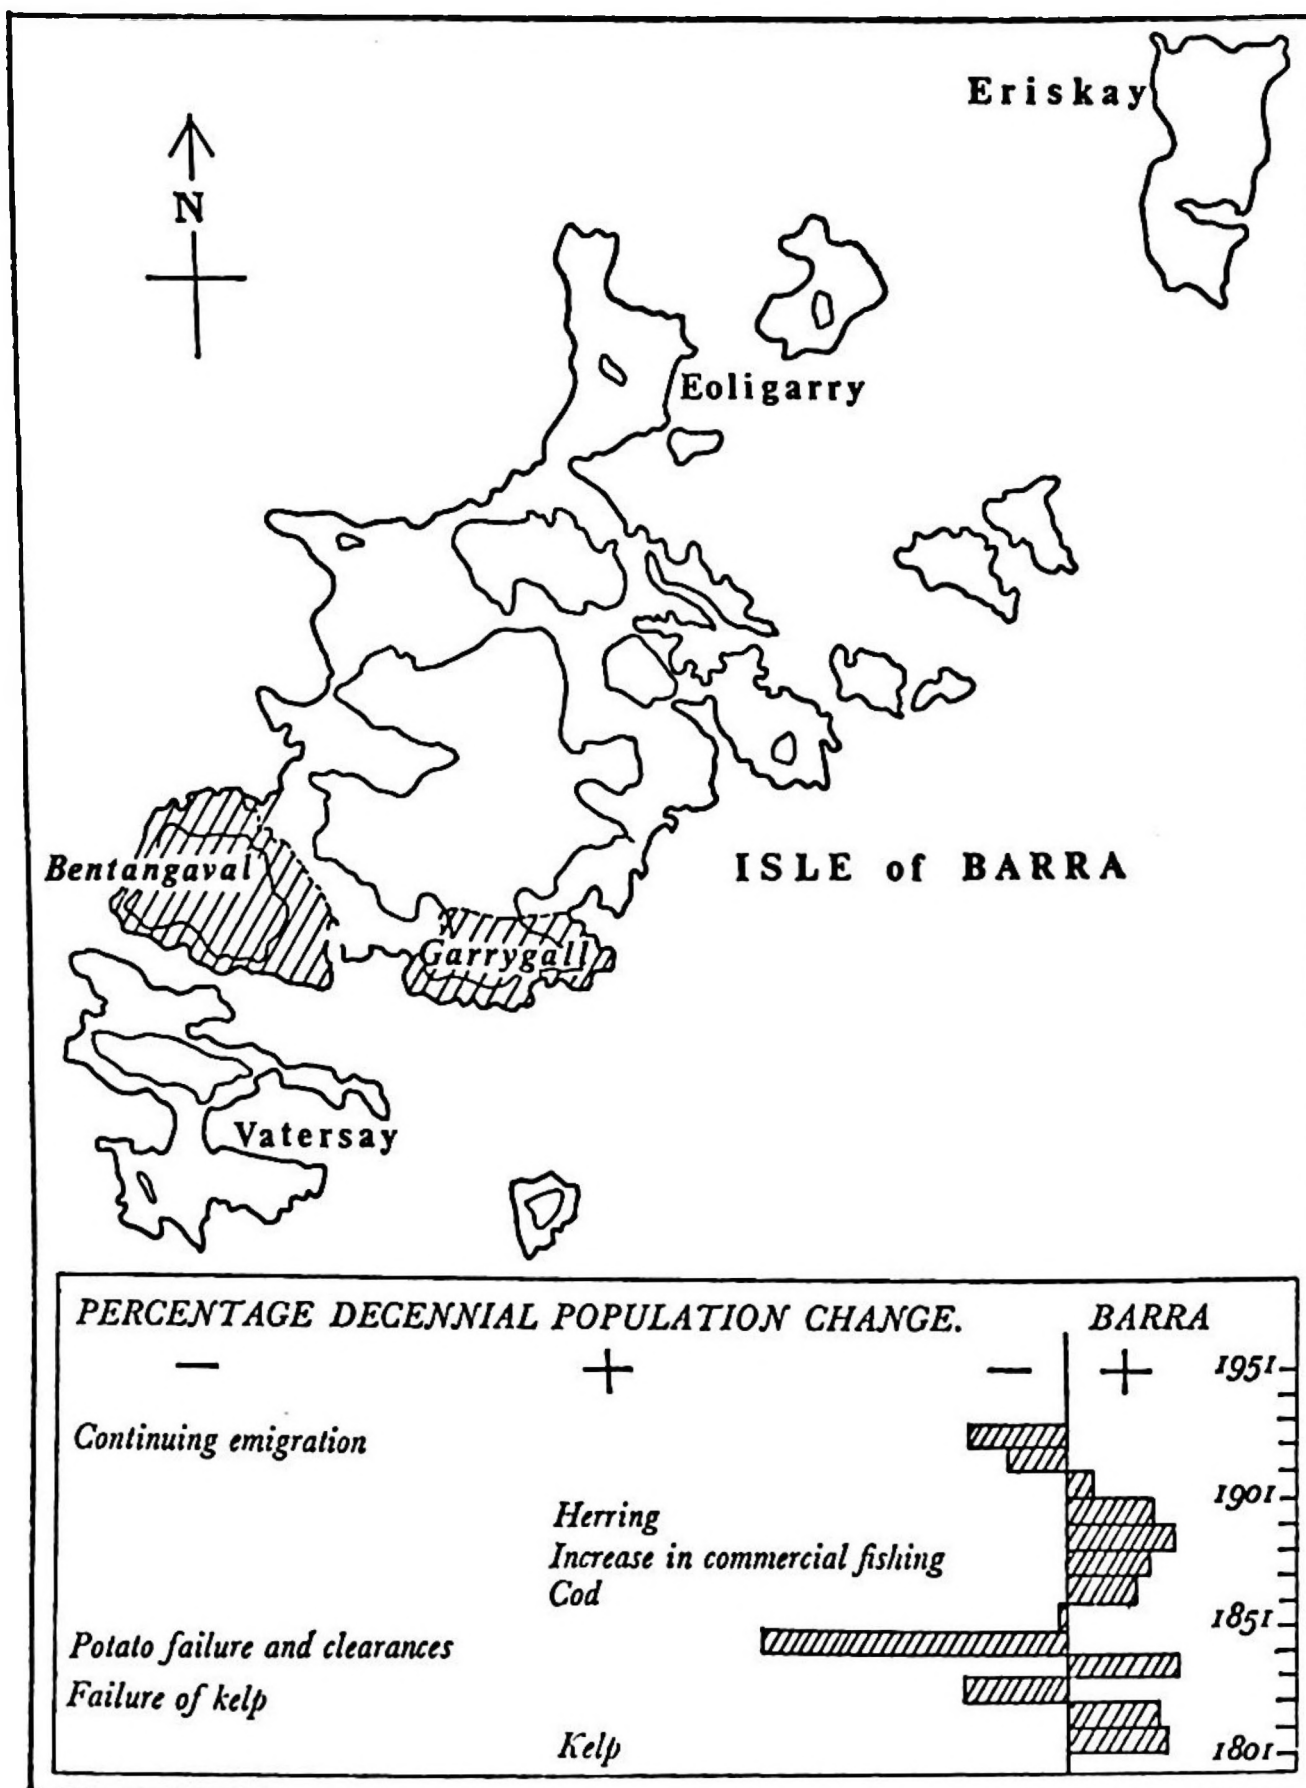 Eriskay
N
Eoligarry
ISLE of BARRA
Bentangaval
Garrygall
Vatersay
PERCENTAGE DECENNIAL POPULATION CHANGE. BARRA
− + − + 1951
Continuing emigration
1901
Herring
Increase in commercial fishing
Cod
1851
Potato failure and clearances
Failure of kelp
Kelp
1801